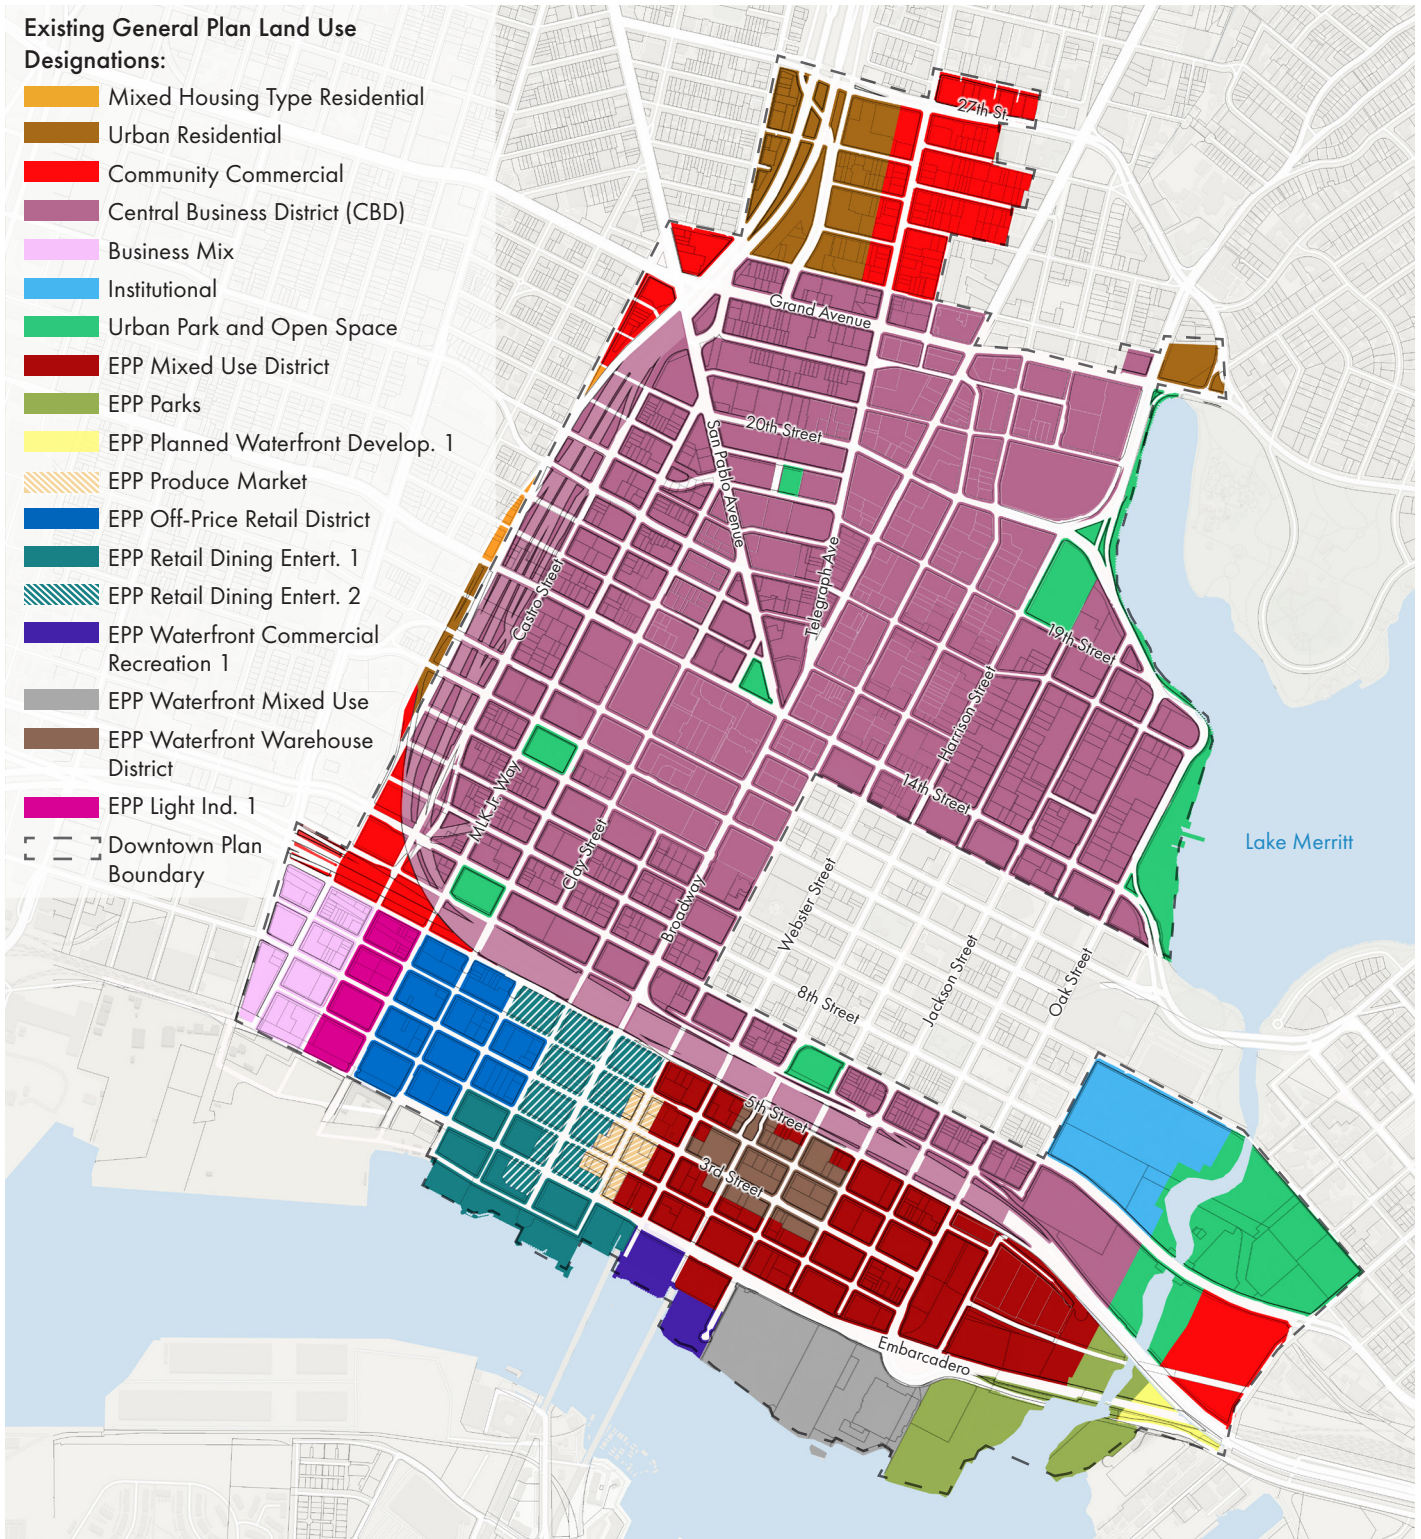 Existing General Plan Land Use
Designations:
Mixed Housing Type Residential
Urban Residential
Community Commercial
Central Business District (CBD)
Business Mix
Institutional
Urban Park and Open Space
EPP Mixed Use District
EPP Parks
EPP Planned Waterfront Develop. 1
EPP Produce Market
EPP Off-Price Retail District
EPP Retail Dining Entert. 1
EPP Retail Dining Entert. 2
EPP Waterfront Commercial
Recreation 1
EPP Waterfront Mixed Use
EPP Waterfront Warehouse
District
EPP Light Ind. 1
Downtown Plan
Boundary
27th St.
Grand Avenue
20th Street
San Pablo Avenue
Telegraph Ave
Castro Street
19th Street
Harrison Street
14th Street
MLK Jr. Way
Clay Street
Broadway
Webster Street
Lake Merritt
8th Street
Jackson Street
Oak Street
5th Street
3rd Street
Embarcadero